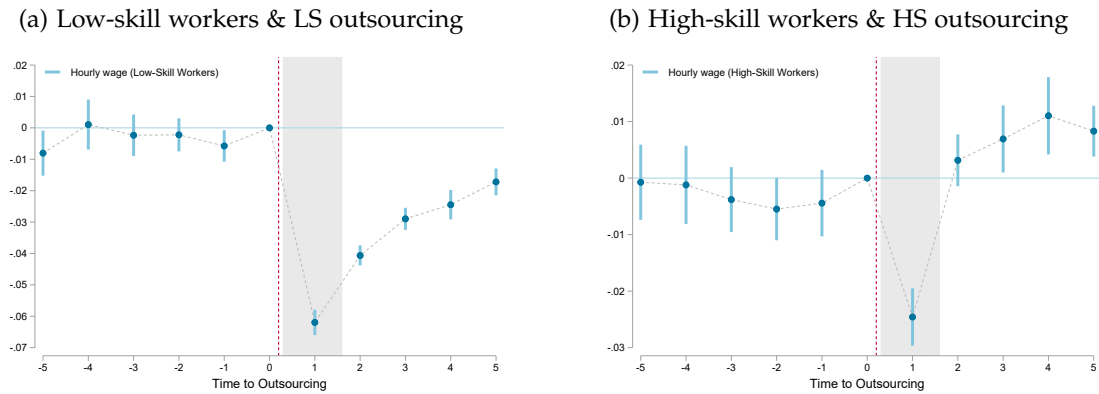 (a) Low-skill workers & LS outsourcing
.02
Hourly wage (Low-Skill Workers)
.01
0
-.01
-.02
-.03
-.04
-.05
-.06
-.07
-5 -4 -3 -2 -1 0 1 2 3 4 5
Time to Outsourcing
(b) High-skill workers & HS outsourcing
.02
Hourly wage (High-Skill Workers)
.01
0
-.01
-.02
-.03
-5 -4 -3 -2 -1 0 1 2 3 4 5
Time to Outsourcing